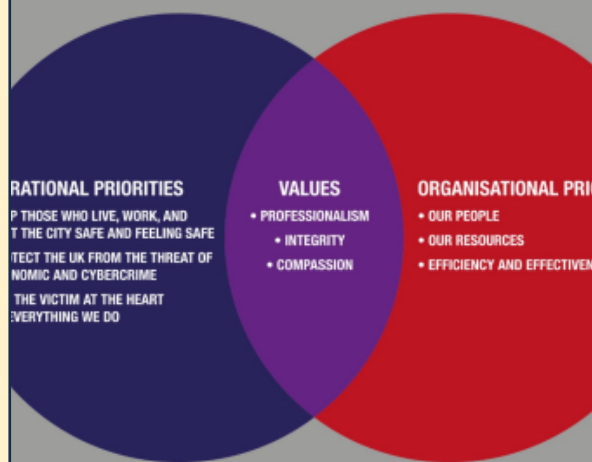 RATIONAL PRIORITIES
P THOSE WHO LIVE, WORK, AND
T THE CITY SAFE AND FEELING SAFE
TECT THE UK FROM THE THREAT OF
NOMIC AND CYBERCRIME
THE VICTIM AT THE HEART
EVERYTHING WE DO
VALUES
• PROFESSIONALISM
• INTEGRITY
• COMPASSION
ORGANISATIONAL PRI
• OUR PEOPLE
• OUR RESOURCES
• EFFICIENCY AND EFFECTIVEN